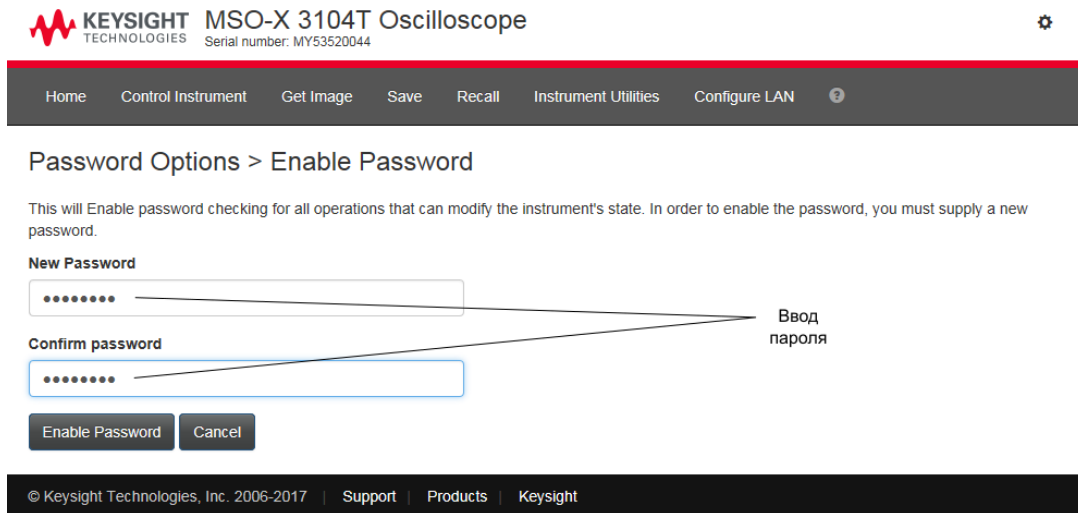 KEYSIGHT
TECHNOLOGIES
MSO-X 3104T Oscilloscope
Serial number: MY53520044
Home Control Instrument Get Image Save Recall Instrument Utilities Configure LAN ?
Password Options > Enable Password
This will Enable password checking for all operations that can modify the instrument's state. In order to enable the password, you must supply a new
password.
New Password
••••••••
Ввод
пароля
Confirm password
••••••••
Enable Password Cancel
© Keysight Technologies, Inc. 2006-2017 | Support | Products | Keysight